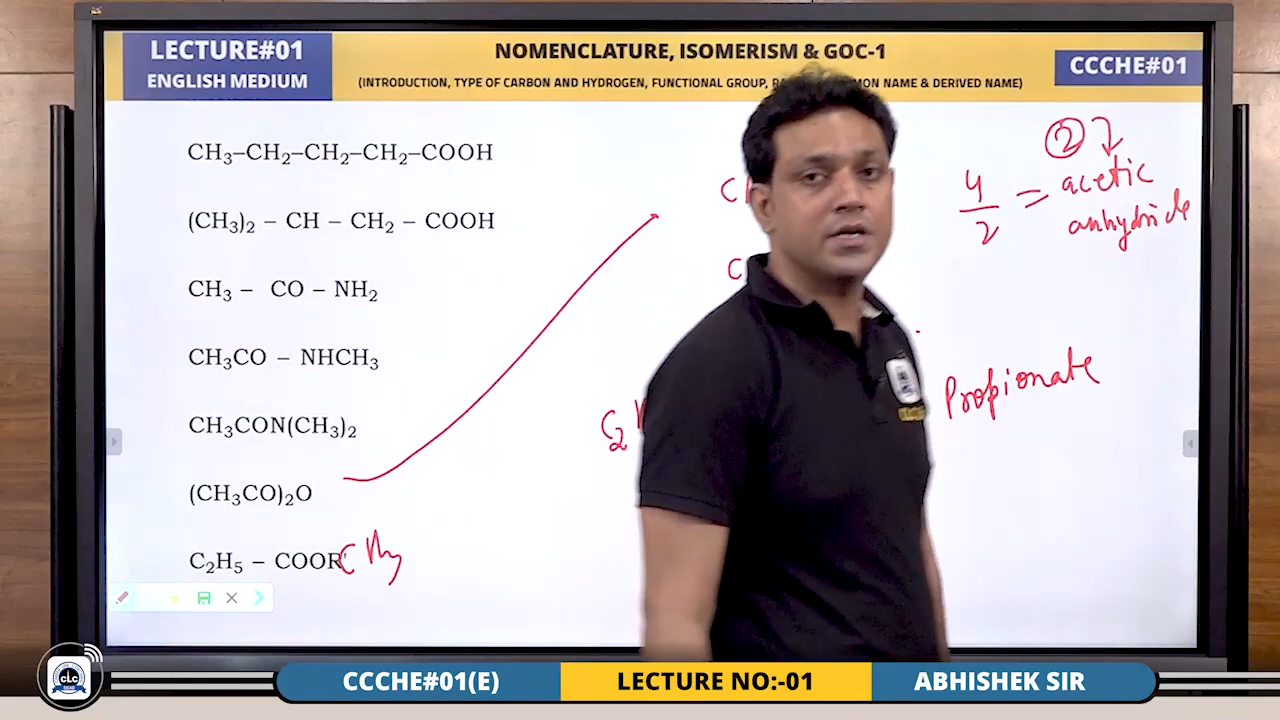 LECTURE#01
ENGLISH MEDIUM
NOMENCLATURE, ISOMERISM & GOC-1
(INTRODUCTION, TYPE OF CARBON AND HYDROGEN, FUNCTIONAL GROUP, MON NAME & DERIVED NAME)
CCCHE#01
CH₃–CH₂–CH₂–CH₂–COOH
(CH₃)₂ – CH – CH₂ – COOH
CH₃ – CO – NH₂
CH₃CO – NHCH₃
CH₃CON(CH₃)₂
(CH₃CO)₂O
C₂H₅ – COOR' CH₃
C
C
C₂
2
4/2 = acetic
anhydride
Propionate
CLC
CCCHE#01(E)
LECTURE NO:-01
ABHISHEK SIR